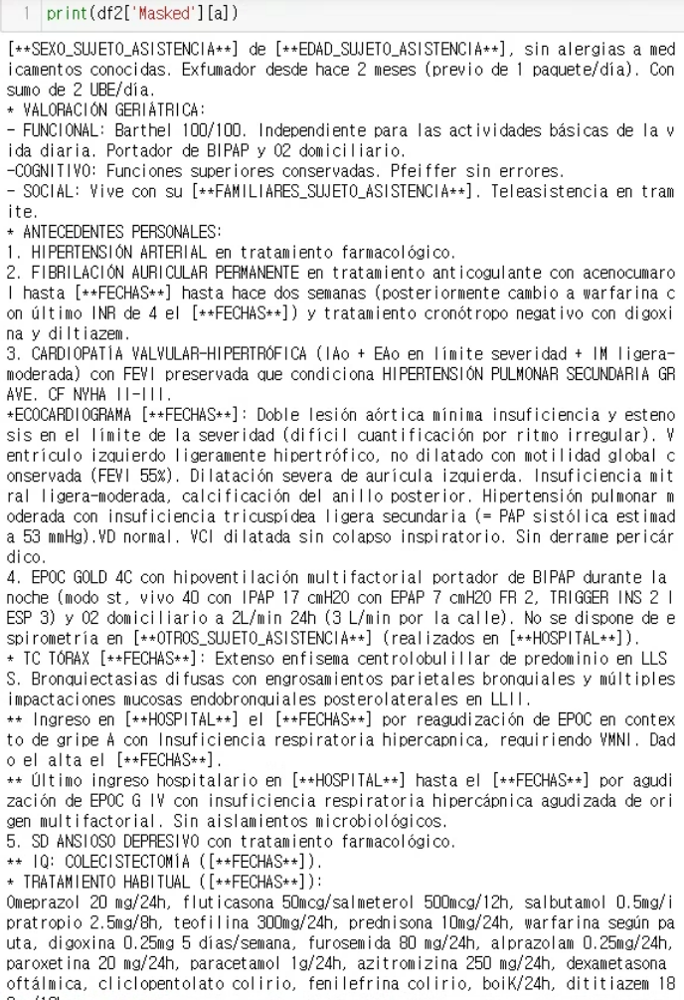 1 print(df2['Masked'][a])
[**SEXO_SUJETO_ASISTENCIA**] de [**EDAD_SUJETO_ASISTENCIA**], sin alergias a med
icamentos conocidas. Exfumador desde hace 2 meses (previo de 1 paquete/día). Con
sumo de 2 UBE/día.
* VALORACIÓN GERIÁTRICA:
- FUNCIONAL: Barthel 100/100. Independiente para las actividades básicas de la v
ida diaria. Portador de BIPAP y O2 domiciliario.
-COGNITIVO: Funciones superiores conservadas. Pfeiffer sin errores.
- SOCIAL: Vive con su [**FAMILIARES_SUJETO_ASISTENCIA**]. Teleasistencia en tram
ite.
* ANTECEDENTES PERSONALES:
1. HIPERTENSIÓN ARTERIAL en tratamiento farmacológico.
2. FIBRILACIÓN AURICULAR PERMANENTE en tratamiento anticogulante con acenocumaro
l hasta [**FECHAS**] hasta hace dos semanas (posteriormente cambio a warfarina c
on último INR de 4 el [**FECHAS**]) y tratamiento cronótropo negativo con digoxi
na y diltiazem.
3. CARDIOPATÍA VALVULAR-HIPERTRÓFICA (IAo + EAo en límite severidad + IM ligera-
moderada) con FEVI preservada que condiciona HIPERTENSIÓN PULMONAR SECUNDARIA GR
AVE. CF NYHA II-III.
*ECOCARDIOGRAMA [**FECHAS**]: Doble lesión aórtica mínima insuficiencia y esteno
sis en el límite de la severidad (difícil cuantificación por ritmo irregular). V
entrículo izquierdo ligeramente hipertrófico, no dilatado con motilidad global c
onservada (FEVI 55%). Dilatación severa de aurícula izquierda. Insuficiencia mit
ral ligera-moderada, calcificación del anillo posterior. Hipertensión pulmonar m
oderada con insuficiencia tricuspídea ligera secundaria (= PAP sistólica estimad
a 53 mmHg).VD normal. VCI dilatada sin colapso inspiratorio. Sin derrame pericár
dico.
4. EPOC GOLD 4C con hipoventilación multifactorial portador de BIPAP durante la
noche (modo st, vivo 40 con IPAP 17 cmH2O con EPAP 7 cmH2O FR 2, TRIGGER INS 2 I
ESP 3) y O2 domiciliario a 2L/min 24h (3 L/min por la calle). No se dispone de e
spirometría en [**OTROS_SUJETO_ASISTENCIA**] (realizados en [**HOSPITAL**]).
* TC TÓRAX [**FECHAS**]: Extenso enfisema centrolobulillar de predominio en LLS
S. Bronquiectasias difusas con engrosamientos parietales bronquiales y múltiples
impactaciones mucosas endobronquiales posterolaterales en LLII.
** Ingreso en [**HOSPITAL**] el [**FECHAS**] por reagudización de EPOC en contex
to de gripe A con Insuficiencia respiratoria hipercapnica, requiriendo VMNI. Dad
o el alta el [**FECHAS**].
** Último ingreso hospitalario en [**HOSPITAL**] hasta el [**FECHAS**] por agudi
zación de EPOC G IV con insuficiencia respiratoria hipercápnica agudizada de ori
gen multifactorial. Sin aislamientos microbiológicos.
5. SD ANSIOSO DEPRESIVO con tratamiento farmacológico.
** IQ: COLECISTECTOMÍA ([**FECHAS**]).
* TRATAMIENTO HABITUAL ([**FECHAS**]):
Omeprazol 20 mg/24h, fluticasona 50mcg/salmeterol 500mcg/12h, salbutamol 0.5mg/i
pratropio 2.5mg/8h, teofilina 300mg/24h, prednisona 10mg/24h, warfarina según pa
uta, digoxina 0.25mg 5 días/semana, furosemida 80 mg/24h, alprazolam 0.25mg/24h,
paroxetina 20 mg/24h, paracetamol 1g/24h, azitromizina 250 mg/24h, dexametasona
oftálmica, cliclopentolato colirio, fenilefrina colirio, boiK/24h, dititiazem 18